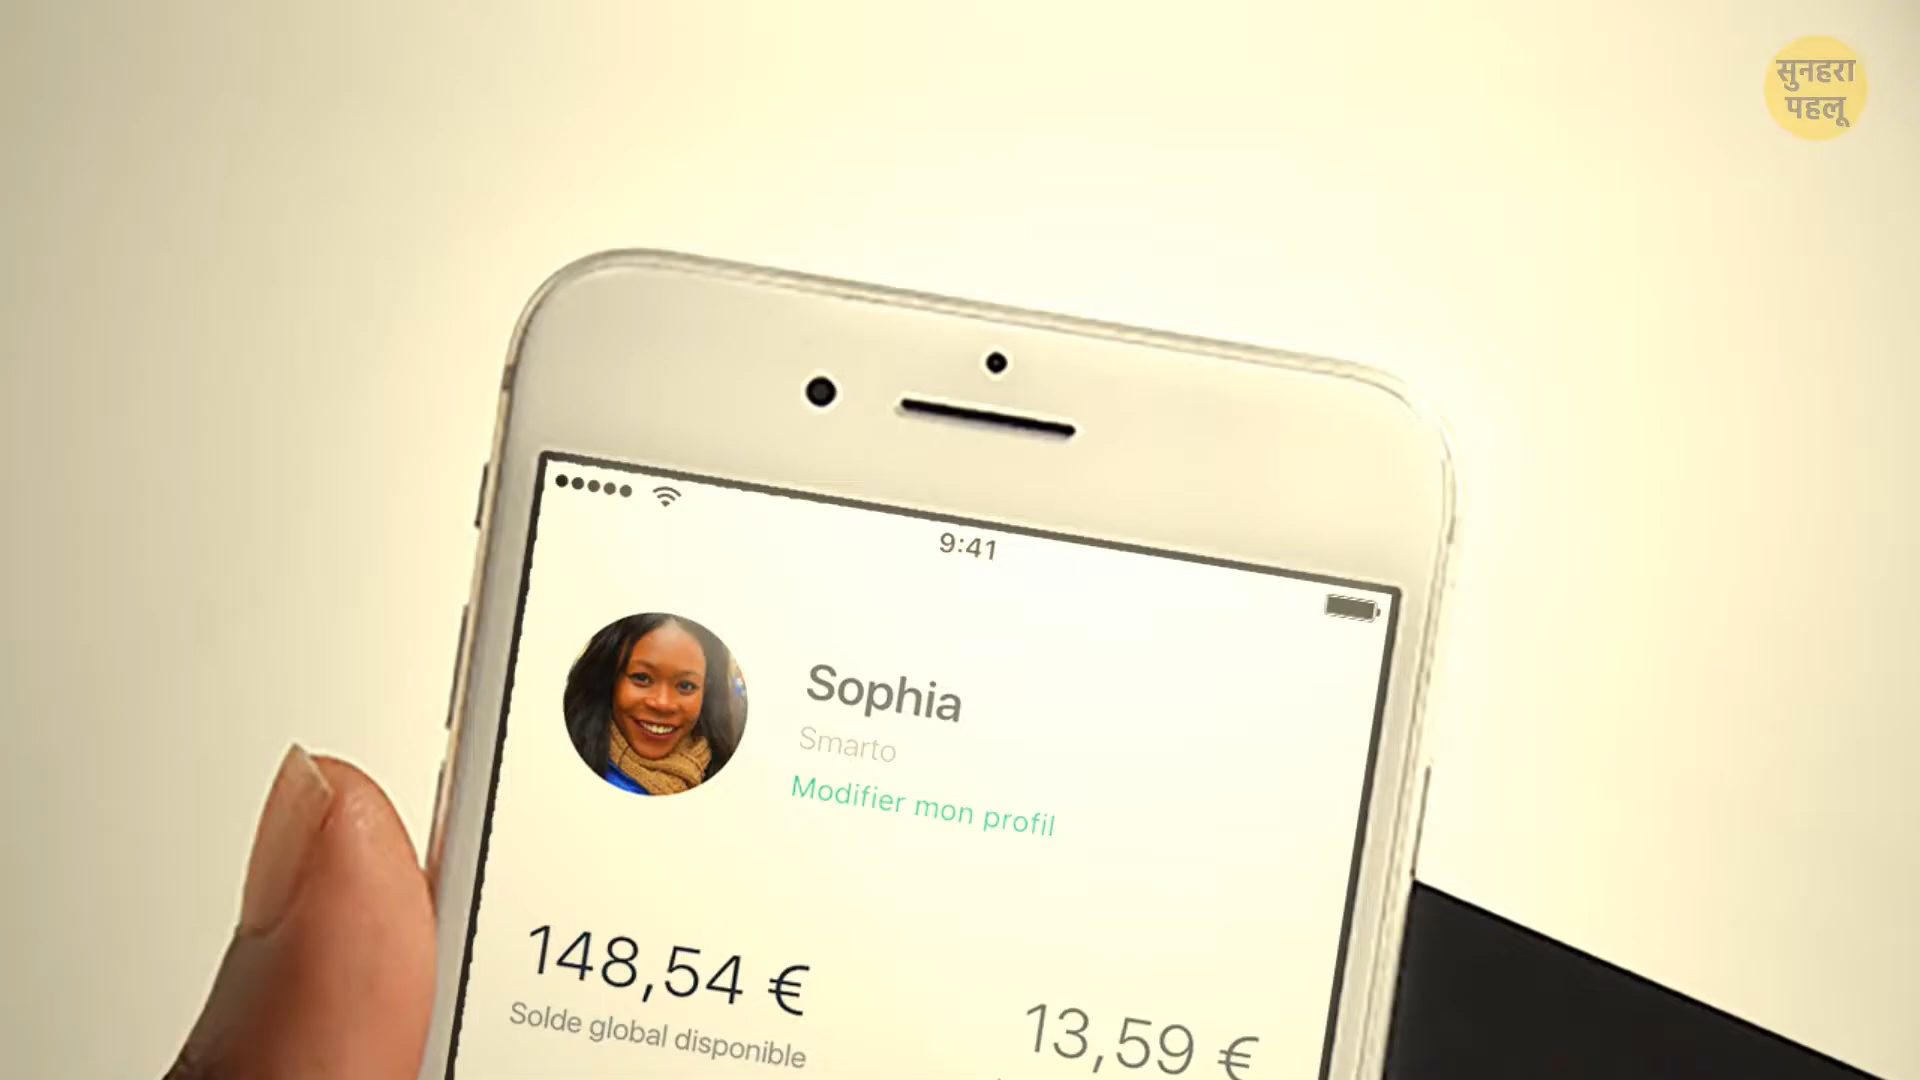 सुनहरा
पहलू
9:41
Sophia
Smarto
Modifier mon profil
148,54 €
Solde global disponible
13,59 €